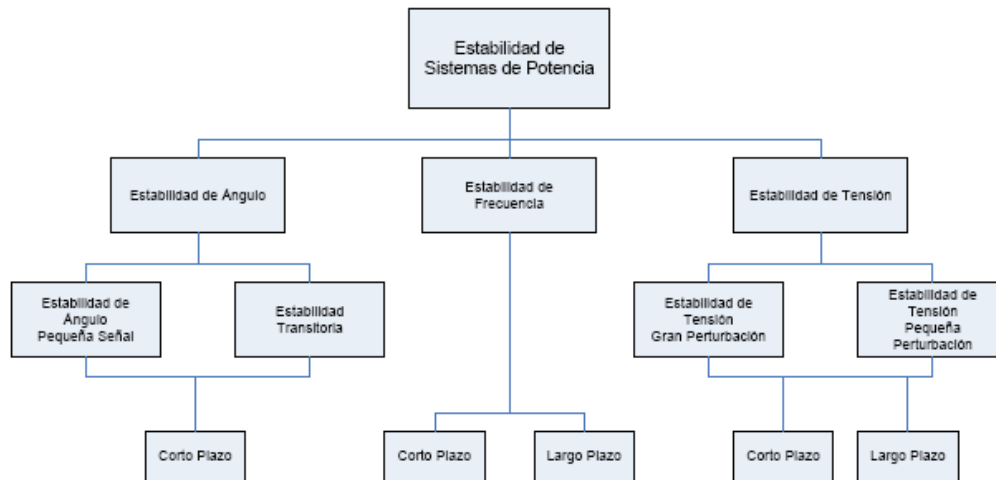 Estabilidad de
Sistemas de Potencia
Estabilidad de Ángulo
Estabilidad de
Frecuencia
Estabilidad de Tensión
Estabilidad de
Ángulo
Pequeña Señal
Estabilidad
Transitoria
Estabilidad de
Tensión
Gran Perturbación
Estabilidad de
Tensión
Pequeña
Perturbación
Corto Plazo
Corto Plazo
Largo Plazo
Corto Plazo
Largo Plazo